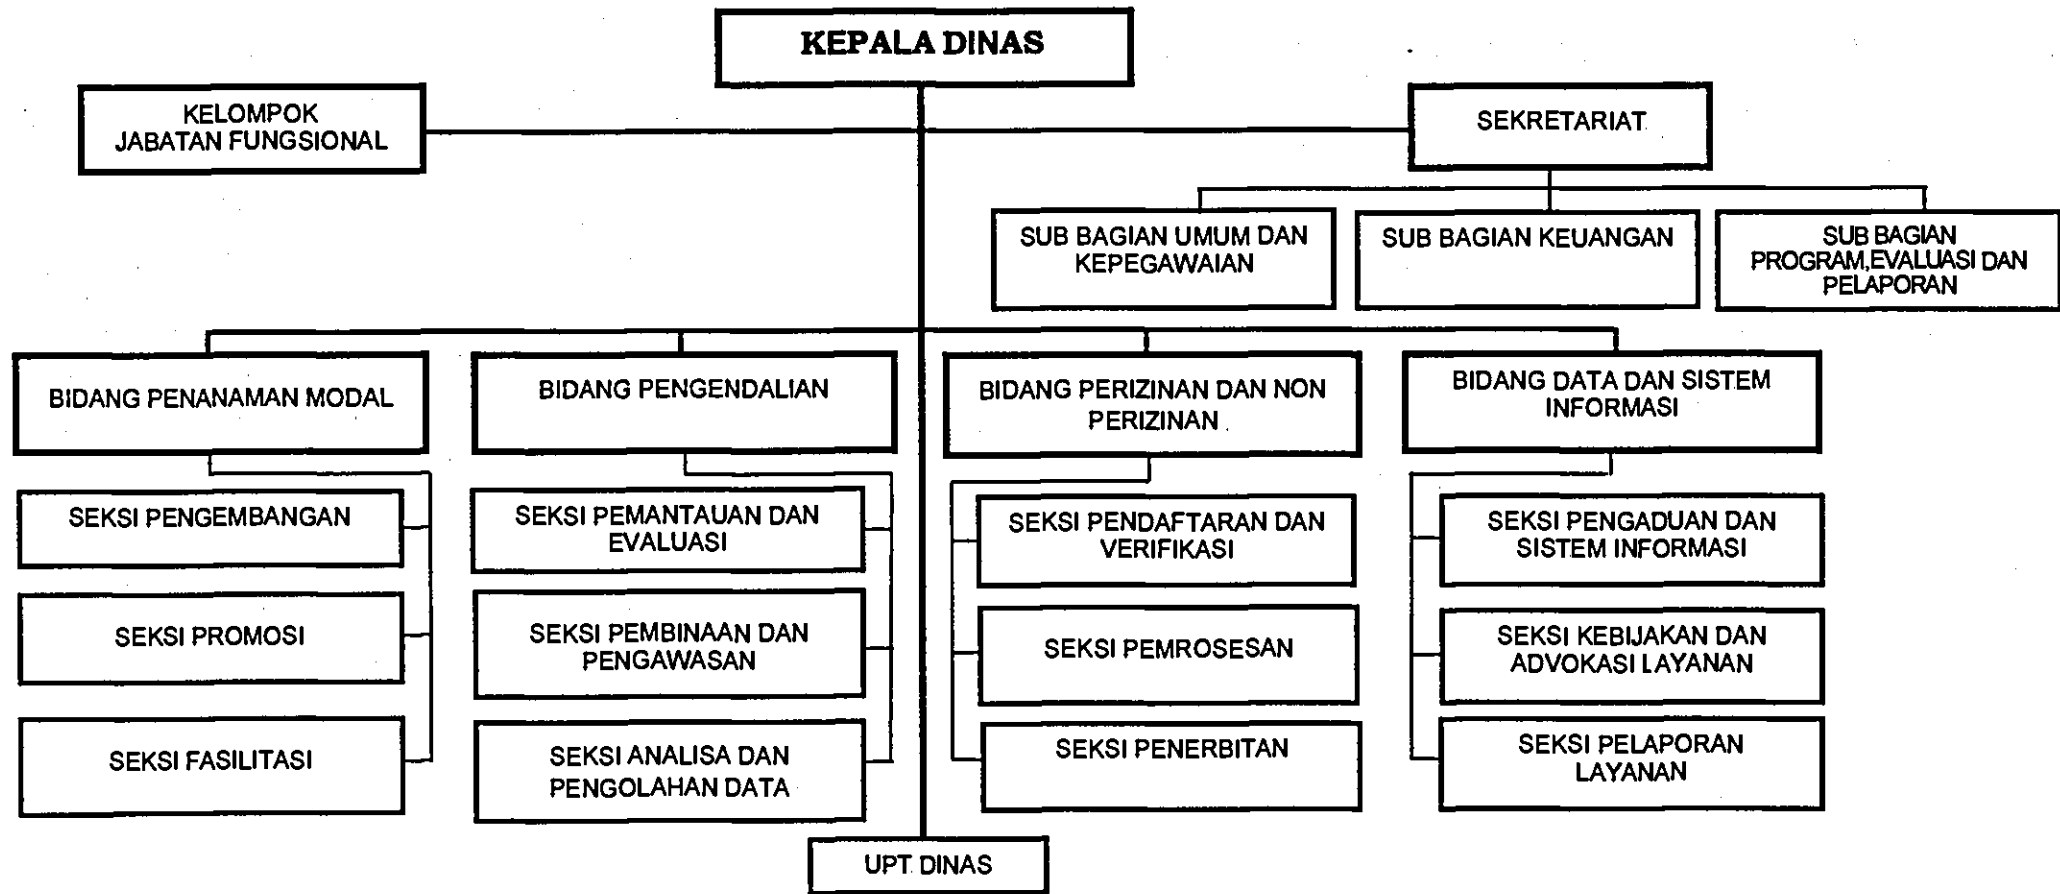 KEPALA DINAS
KELOMPOK
JABATAN FUNGSIONAL
SEKRETARIAT
SUB BAGIAN UMUM DAN
KEPEGAWAIAN
SUB BAGIAN KEUANGAN
SUB BAGIAN
PROGRAM,EVALUASI DAN
PELAPORAN
BIDANG PENANAMAN MODAL
BIDANG PENGENDALIAN
BIDANG PERIZINAN DAN NON
PERIZINAN
BIDANG DATA DAN SISTEM
INFORMASI
SEKSI PENGEMBANGAN
SEKSI PROMOSI
SEKSI FASILITASI
SEKSI PEMANTAUAN DAN
EVALUASI
SEKSI PEMBINAAN DAN
PENGAWASAN
SEKSI ANALISA DAN
PENGOLAHAN DATA
SEKSI PENDAFTARAN DAN
VERIFIKASI
SEKSI PEMROSESAN
SEKSI PENERBITAN
SEKSI PENGADUAN DAN
SISTEM INFORMASI
SEKSI KEBIJAKAN DAN
ADVOKASI LAYANAN
SEKSI PELAPORAN
LAYANAN
UPT DINAS